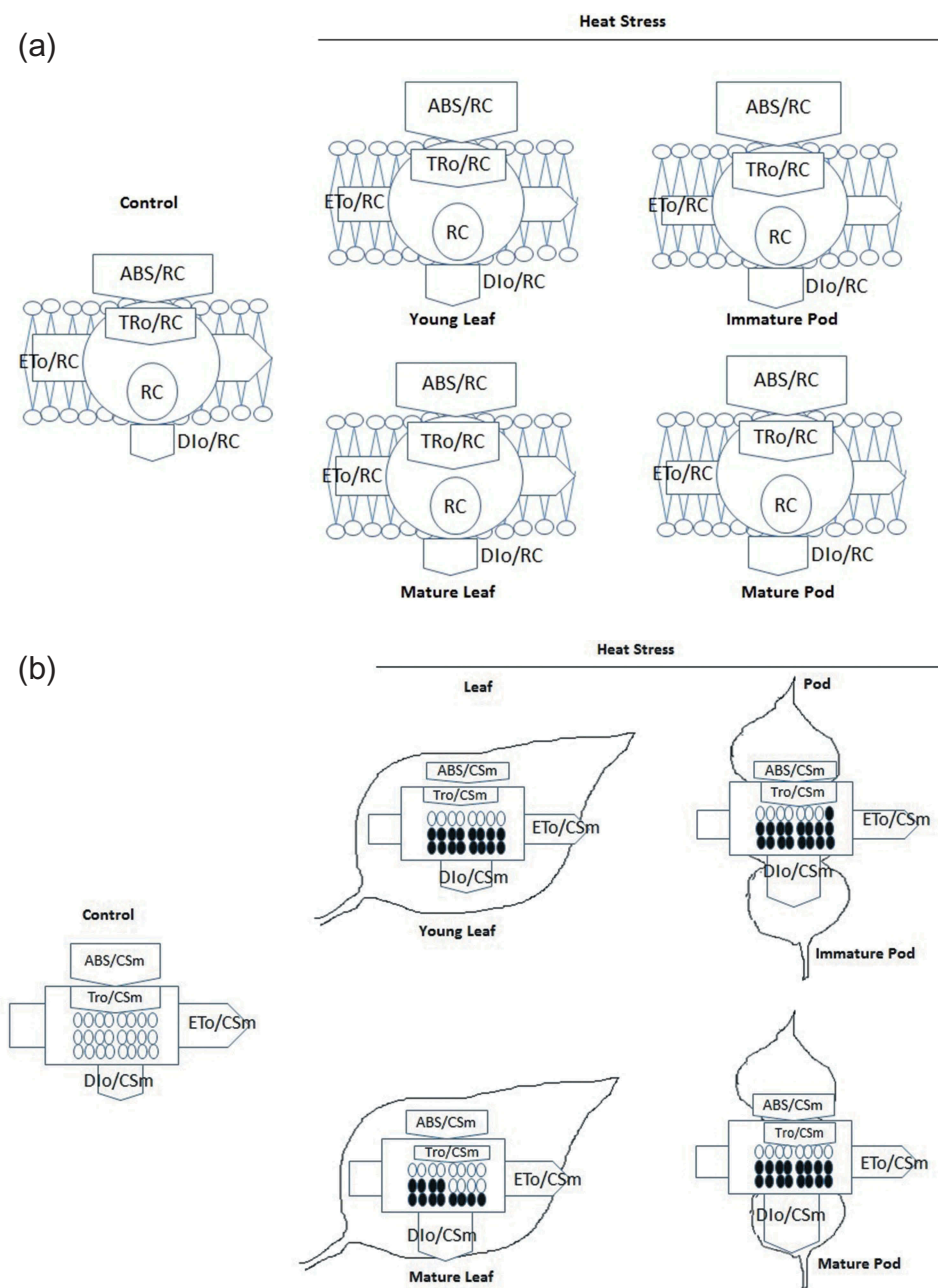 (a)
Heat Stress
Control
ABS/RC
TRo/RC
ETo/RC
RC
DIo/RC
ABS/RC
TRo/RC
ETo/RC
RC
DIo/RC
Young Leaf
ABS/RC
TRo/RC
ETo/RC
RC
DIo/RC
Immature Pod
ABS/RC
TRo/RC
ETo/RC
RC
DIo/RC
Mature Leaf
ABS/RC
TRo/RC
ETo/RC
RC
DIo/RC
Mature Pod
(b)
Heat Stress
Leaf
Pod
Control
ABS/CSm
Tro/CSm
ETo/CSm
DIo/CSm
ABS/CSm
Tro/CSm
ETo/CSm
DIo/CSm
Young Leaf
ABS/CSm
Tro/CSm
ETo/CSm
DIo/CSm
Immature Pod
ABS/CSm
Tro/CSm
ETo/CSm
DIo/CSm
Mature Leaf
ABS/CSm
Tro/CSm
ETo/CSm
DIo/CSm
Mature Pod